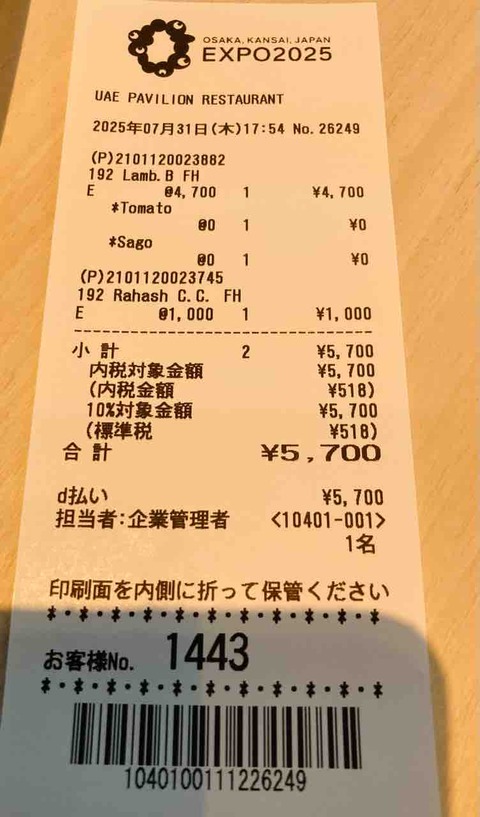 OSAKA, KANSAI, JAPAN
EXPO2025
UAE PAVILION RESTAURANT
2025年07月31日(木)17:54 No.26249
(P)2101120023882
192 Lamb.B FH
E @4,700 1 ¥4,700
*Tomato
@0 1 ¥0
*Sago
@0 1 ¥0
(P)2101120023745
192 Rahash C.C. FH
E @1,000 1 ¥1,000
小 計 2 ¥5,700
内税対象金額 ¥5,700
(内税金額 ¥518)
10%対象金額 ¥5,700
(標準税 ¥518)
合 計 ¥5,700
d払い ¥5,700
担当者:企業管理者 <10401-001>
1名
印刷面を内側に折って保管ください
*・*・*・*・*・*・*・*・*・*・*・*
お客様No. 1443
*・*・*・*・*・*・*・*・*・*・*・*
1040100111226249